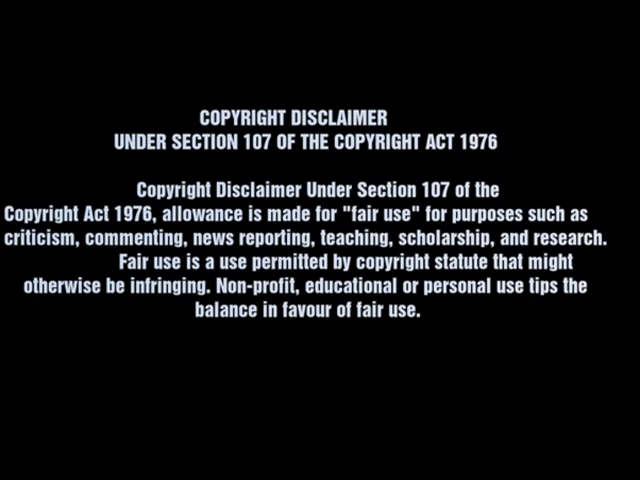 COPYRIGHT DISCLAIMER
UNDER SECTION 107 OF THE COPYRIGHT ACT 1976
Copyright Disclaimer Under Section 107 of the
Copyright Act 1976, allowance is made for "fair use" for purposes such as
criticism, commenting, news reporting, teaching, scholarship, and research.
Fair use is a use permitted by copyright statute that might
otherwise be infringing. Non-profit, educational or personal use tips the
balance in favour of fair use.